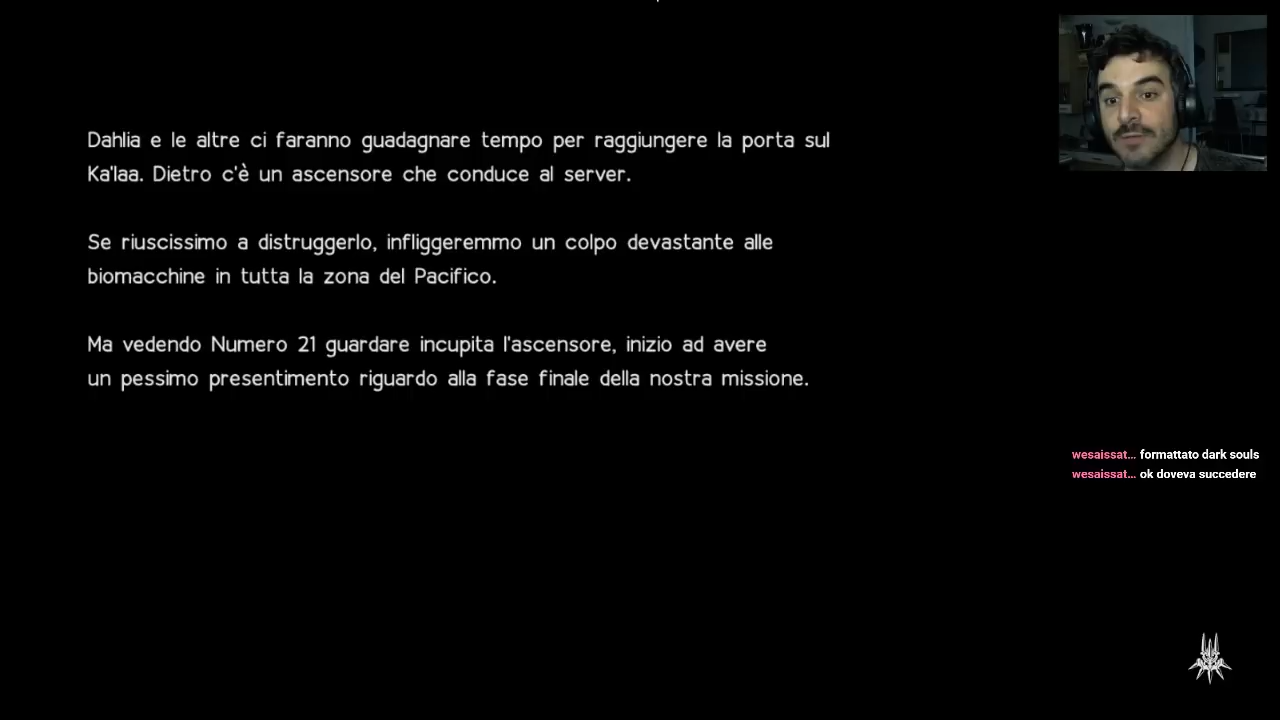 Dahlia e le altre ci faranno guadagnare tempo per raggiungere la porta sul
Ka'laa. Dietro c'è un ascensore che conduce al server.
Se riuscissimo a distruggerlo, infliggeremmo un colpo devastante alle
biomacchine in tutta la zona del Pacifico.
Ma vedendo Numero 21 guardare incupita l'ascensore, inizio ad avere
un pessimo presentimento riguardo alla fase finale della nostra missione.
wesaissat... formattato dark souls
wesaissat... ok doveva succedere